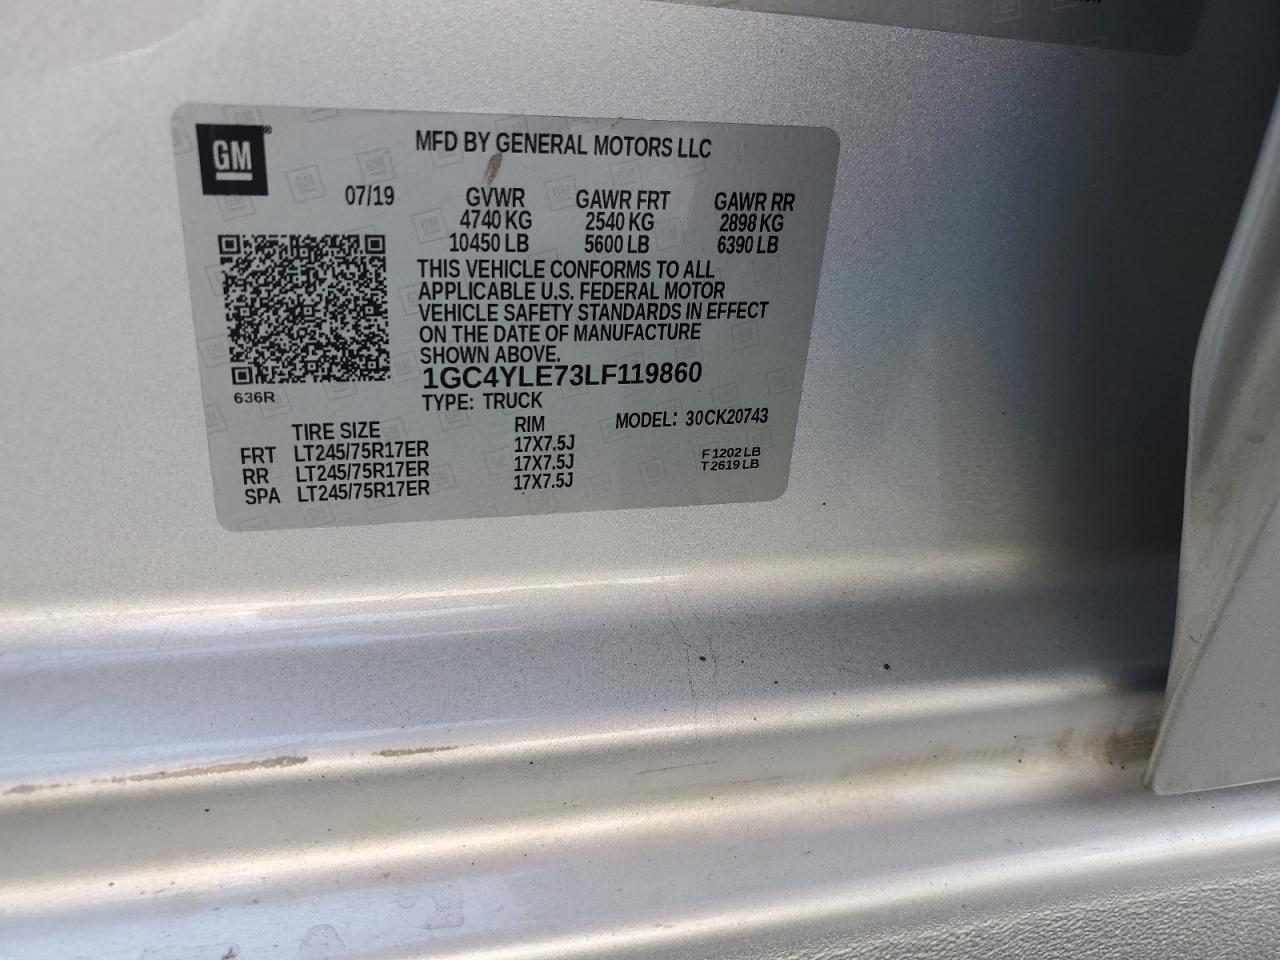 GM
MFD BY GENERAL MOTORS LLC
07/19
GVWR GAWR FRT GAWR RR
4740 KG 2540 KG 2898 KG
10450 LB 5600 LB 6390 LB
THIS VEHICLE CONFORMS TO ALL
APPLICABLE U.S. FEDERAL MOTOR
VEHICLE SAFETY STANDARDS IN EFFECT
ON THE DATE OF MANUFACTURE
SHOWN ABOVE.
1GC4YLE73LF119860
636R
TYPE: TRUCK MODEL: 30CK20743
TIRE SIZE RIM
FRT LT245/75R17ER 17X7.5J
RR LT245/75R17ER 17X7.5J
SPA LT245/75R17ER 17X7.5J
F 1202 LB
T 2619 LB